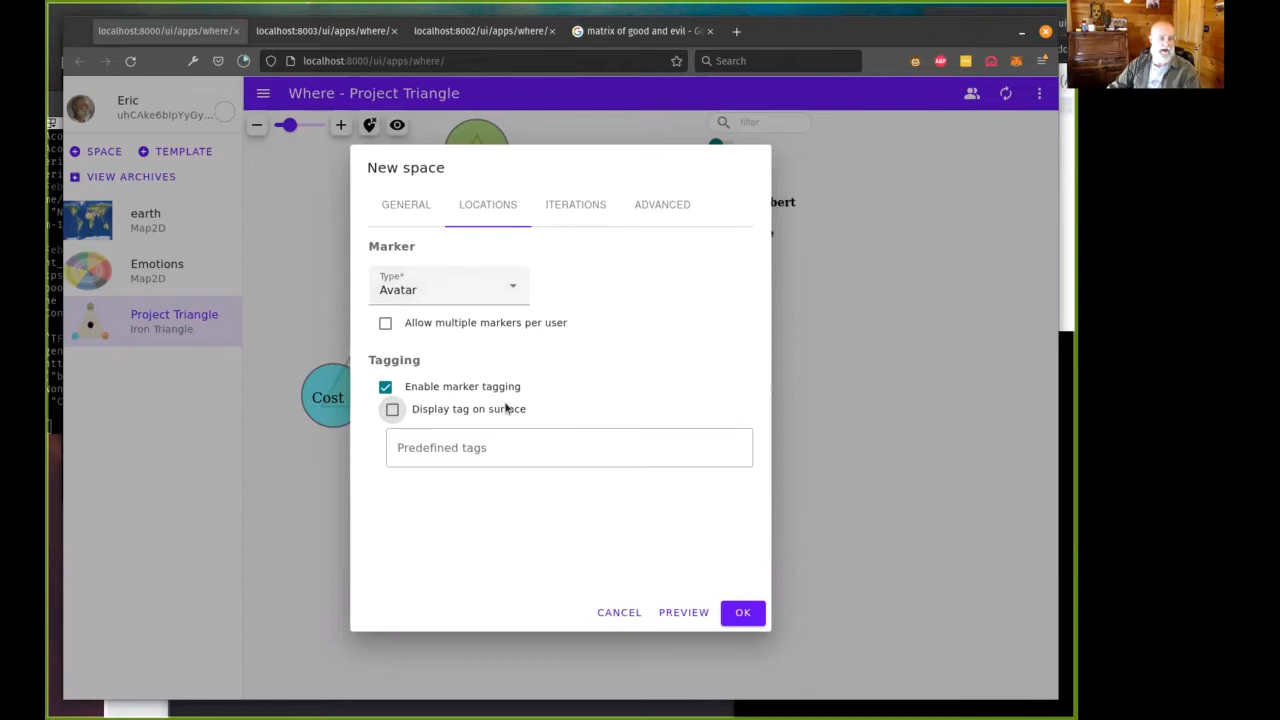 localhost:8000/ui/apps/where/
localhost:8003/ui/apps/where/
localhost:8002/ui/apps/where/
matrix of good and evil - G
localhost:8000/ui/apps/where/
Search
ABP
Eric
uhCAke6bIpYyGy...
Where - Project Triangle
SPACE
TEMPLATE
VIEW ARCHIVES
earth
Map2D
Emotions
Map2D
Project Triangle
Iron Triangle
filter
bert
Cost
New space
GENERAL
LOCATIONS
ITERATIONS
ADVANCED
Marker
Type*
Avatar
Allow multiple markers per user
Tagging
Enable marker tagging
Display tag on surface
Predefined tags
CANCEL
PREVIEW
OK